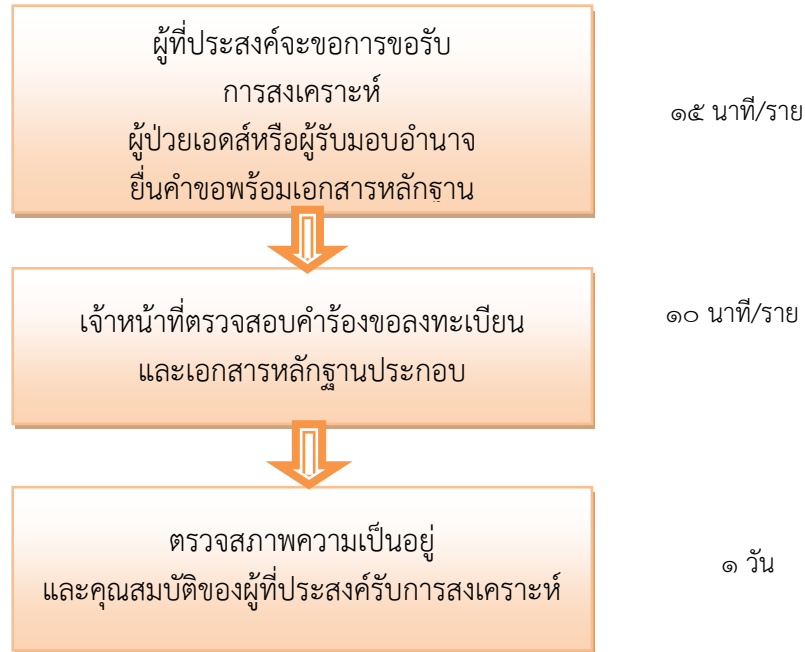 ผู้ที่ประสงค์จะขอการขอรับ
การสงเคราะห์
ผู้ป่วยเอดส์หรือผู้รับมอบอำนาจ
ยื่นคำขอพร้อมเอกสารหลักฐาน
๑๕ นาที/ราย
เจ้าหน้าที่ตรวจสอบคำร้องขอลงทะเบียน
และเอกสารหลักฐานประกอบ
๑๐ นาที/ราย
ตรวจสภาพความเป็นอยู่
และคุณสมบัติของผู้ที่ประสงค์รับการสงเคราะห์
๑ วัน